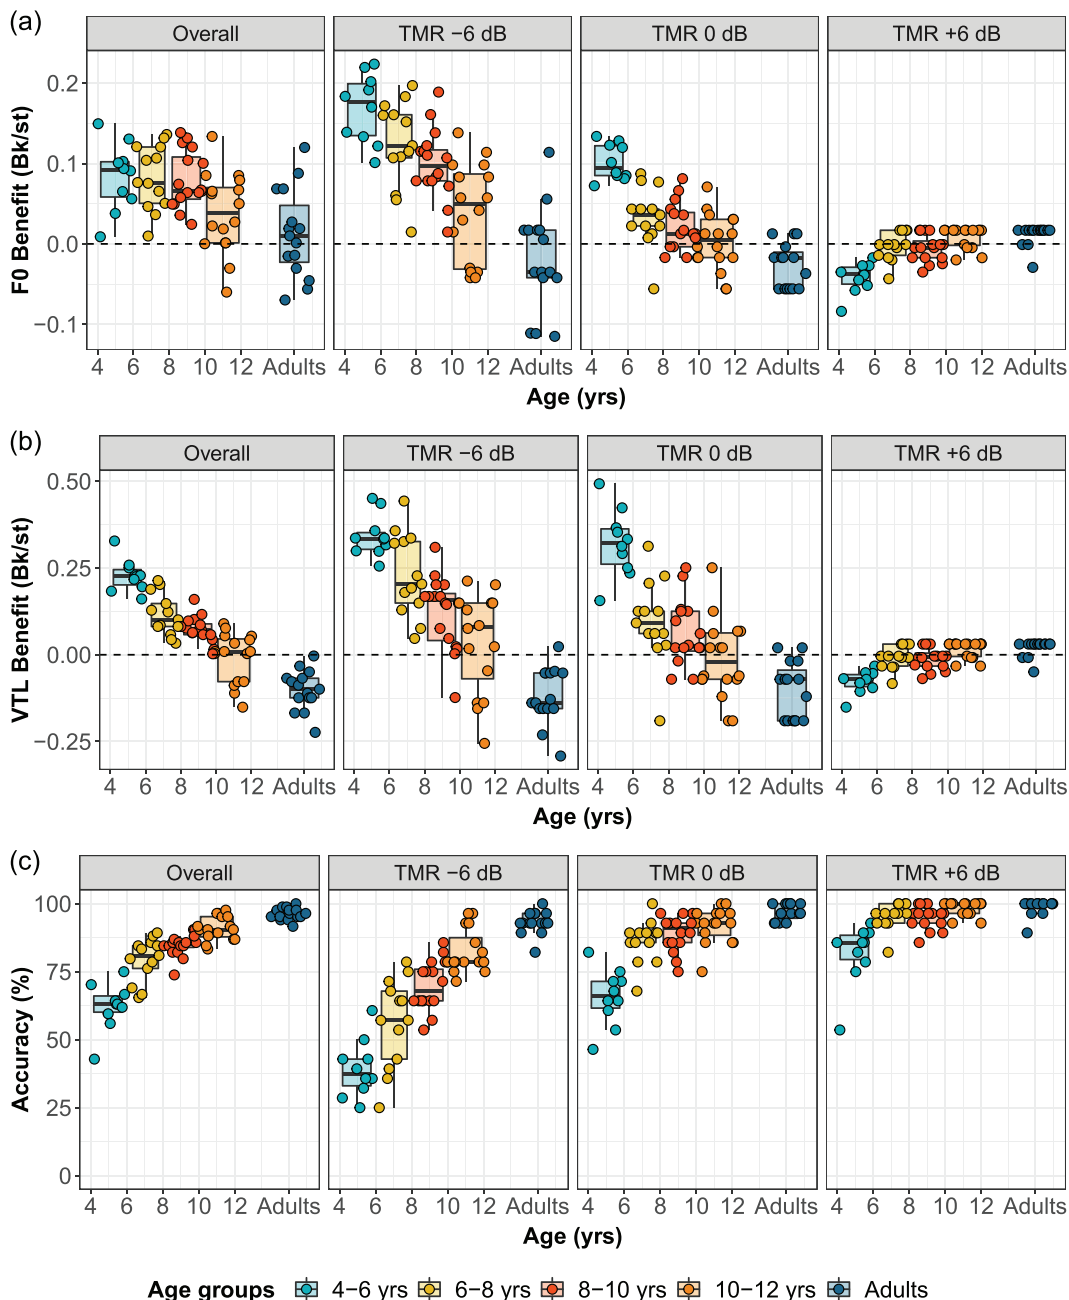 (a)
Overall TMR −6 dB TMR 0 dB TMR +6 dB
F0 Benefit (Bk/st)
0.2
0.1
0.0
−0.1
4 6 8 10 12 Adults 4 6 8 10 12 Adults 4 6 8 10 12 Adults 4 6 8 10 12 Adults
Age (yrs)
(b)
Overall TMR −6 dB TMR 0 dB TMR +6 dB
VTL Benefit (Bk/st)
0.50
0.25
0.00
−0.25
4 6 8 10 12 Adults 4 6 8 10 12 Adults 4 6 8 10 12 Adults 4 6 8 10 12 Adults
Age (yrs)
(c)
Overall TMR −6 dB TMR 0 dB TMR +6 dB
Accuracy (%)
100
75
50
25
0
4 6 8 10 12 Adults 4 6 8 10 12 Adults 4 6 8 10 12 Adults 4 6 8 10 12 Adults
Age (yrs)
Age groups 4−6 yrs 6−8 yrs 8−10 yrs 10−12 yrs Adults